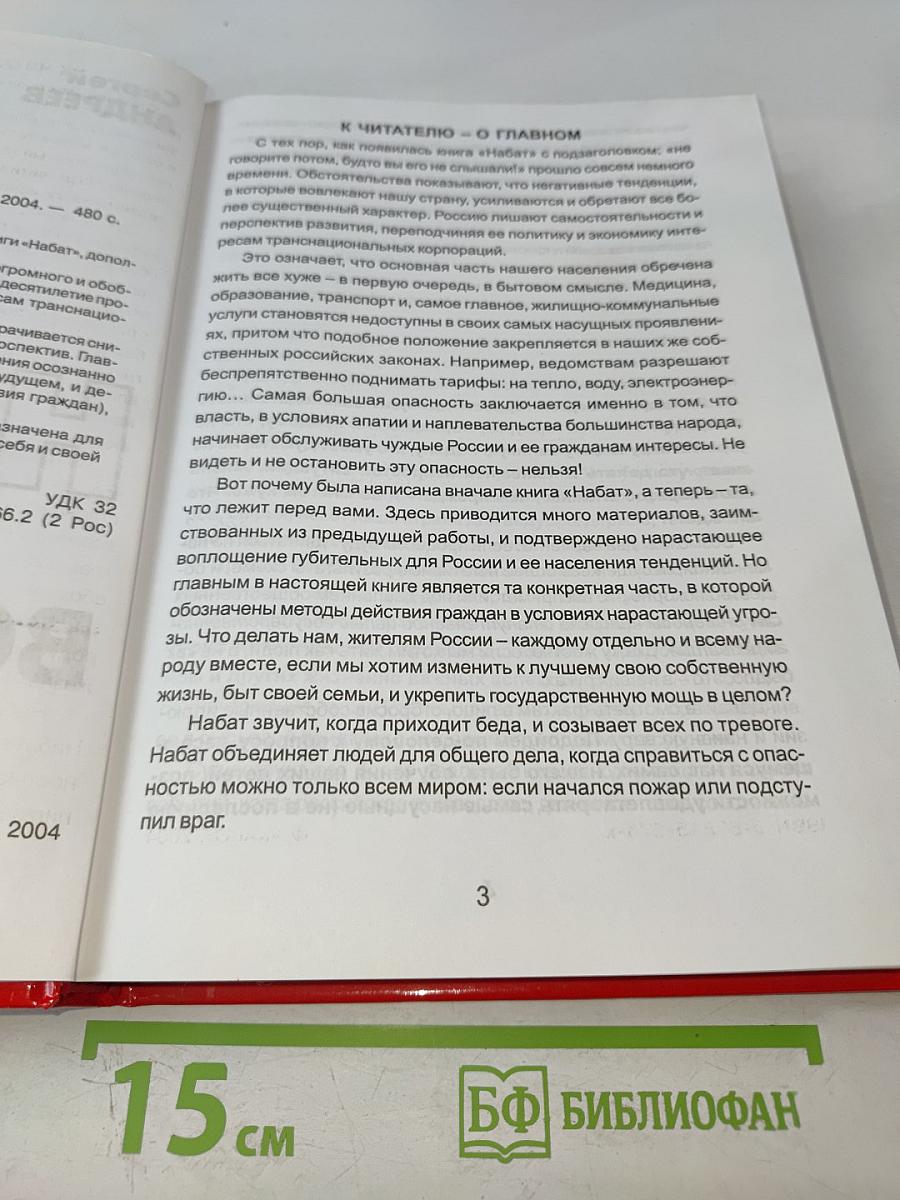 Сергей
АНДРЕЕВ
2004. — 480 с.
иги «Набат», допол-
громного и обоб-
десятилетие про-
сам транснацио-
рачивается сни-
рспектив. Глав-
ния осознанно
удущем, и де-
вия граждан),
значена для
себя и своей
УДК 32
66.2 (2 Рос)
2004
К ЧИТАТЕЛЮ – О ГЛАВНОМ
С тех пор, как появилась книга «Набат» с подзаголовком: «не
говорите потом, будто вы его не слышали!» прошло совсем немного
времени. Обстоятельства показывают, что негативные тенденции,
в которые вовлекают нашу страну, усиливаются и обретают все бо-
лее существенный характер. Россию лишают самостоятельности и
перспектив развития, переподчиняя ее политику и экономику инте-
ресам транснациональных корпораций.
Это означает, что основная часть нашего населения обречена
жить все хуже – в первую очередь, в бытовом смысле. Медицина,
образование, транспорт и, самое главное, жилищно-коммунальные
услуги становятся недоступны в своих самых насущных проявлени-
ях, притом что подобное положение закрепляется в наших же соб-
ственных российских законах. Например, ведомствам разрешают
беспрепятственно поднимать тарифы: на тепло, воду, электроэнер-
гию... Самая большая опасность заключается именно в том, что
власть, в условиях апатии и наплевательства большинства народа,
начинает обслуживать чуждые России и ее гражданам интересы. Не
видеть и не остановить эту опасность – нельзя!
Вот почему была написана вначале книга «Набат», а теперь – та,
что лежит перед вами. Здесь приводится много материалов, заим-
ствованных из предыдущей работы, и подтверждено нарастающее
воплощение губительных для России и ее населения тенденций. Но
главным в настоящей книге является та конкретная часть, в которой
обозначены методы действия граждан в условиях нарастающей угро-
зы. Что делать нам, жителям России – каждому отдельно и всему на-
роду вместе, если мы хотим изменить к лучшему свою собственную
жизнь, быт своей семьи, и укрепить государственную мощь в целом?
Набат звучит, когда приходит беда, и созывает всех по тревоге.
Набат объединяет людей для общего дела, когда справиться с опас-
ностью можно только всем миром: если начался пожар или подсту-
пил враг.
3
15 см
БФ БИБЛИОФАН